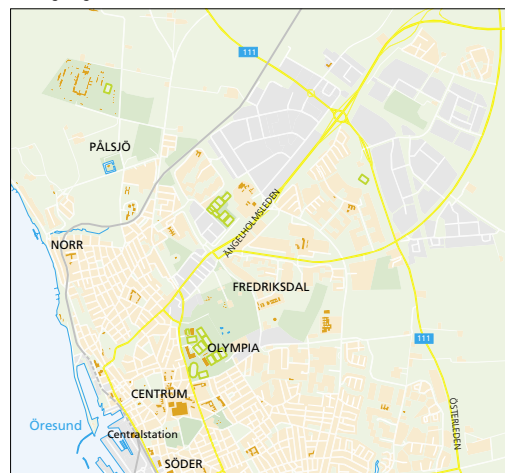 111
PÅLSJÖ
ÄNGELHOLMSLEDEN
NORR
FREDRIKSDAL
111
OLYMPIA
CENTRUM
ÖSTERLEDEN
Öresund
Centralstation
SÖDER